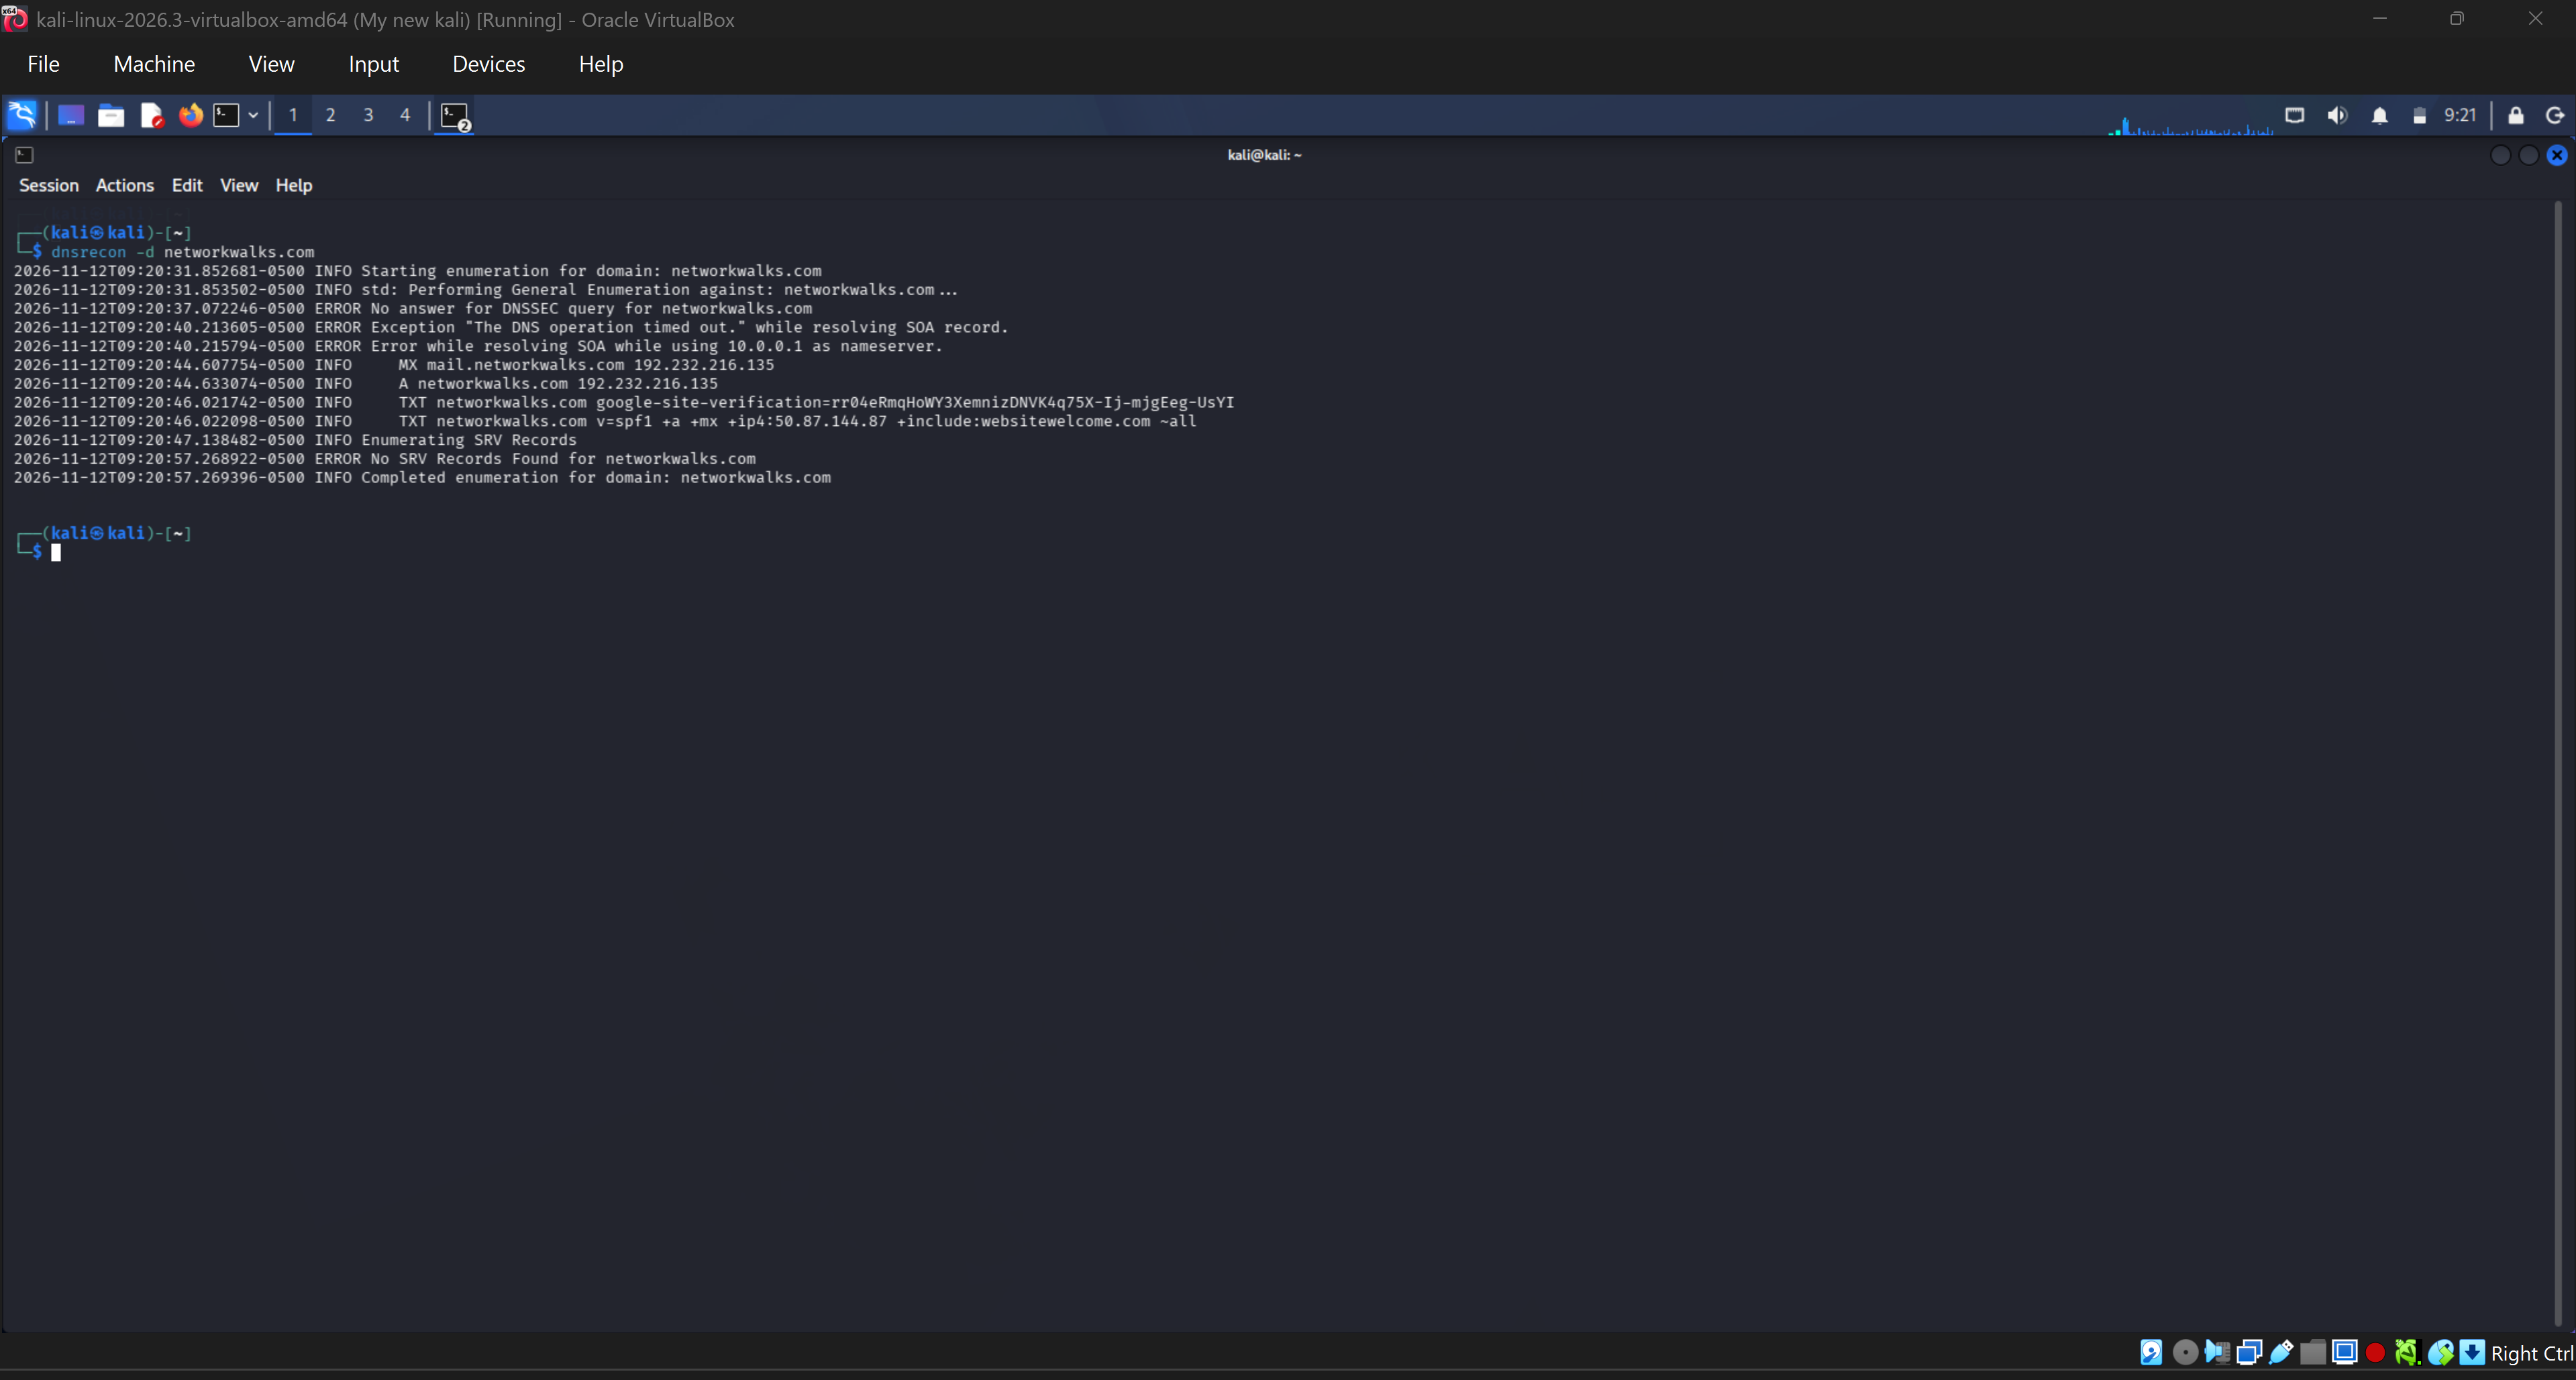 kali-linux-2026.3-virtualbox-amd64 (My new kali) [Running] - Oracle VirtualBox
File Machine View Input Devices Help
1 2 3 4 2 9:21
kali@kali: ~
Session Actions Edit View Help
┌──(kali㉿kali)-[~]
└─$ dnsrecon -d networkwalks.com
2026-11-12T09:20:31.852681-0500 INFO Starting enumeration for domain: networkwalks.com
2026-11-12T09:20:31.853502-0500 INFO std: Performing General Enumeration against: networkwalks.com...
2026-11-12T09:20:37.072246-0500 ERROR No answer for DNSSEC query for networkwalks.com
2026-11-12T09:20:40.213605-0500 ERROR Exception "The DNS operation timed out." while resolving SOA record.
2026-11-12T09:20:40.215794-0500 ERROR Error while resolving SOA while using 10.0.0.1 as nameserver.
2026-11-12T09:20:44.607754-0500 INFO MX mail.networkwalks.com 192.232.216.135
2026-11-12T09:20:44.633074-0500 INFO A networkwalks.com 192.232.216.135
2026-11-12T09:20:46.021742-0500 INFO TXT networkwalks.com google-site-verification=rr04eRmqHoWY3XemnizDNVK4q75X-Ij-mjgEeg-UsYI
2026-11-12T09:20:46.022098-0500 INFO TXT networkwalks.com v=spf1 +a +mx +ip4:50.87.144.87 +include:websitewelcome.com ~all
2026-11-12T09:20:47.138482-0500 INFO Enumerating SRV Records
2026-11-12T09:20:57.268922-0500 ERROR No SRV Records Found for networkwalks.com
2026-11-12T09:20:57.269396-0500 INFO Completed enumeration for domain: networkwalks.com
┌──(kali㉿kali)-[~]
└─$
Right Ctrl